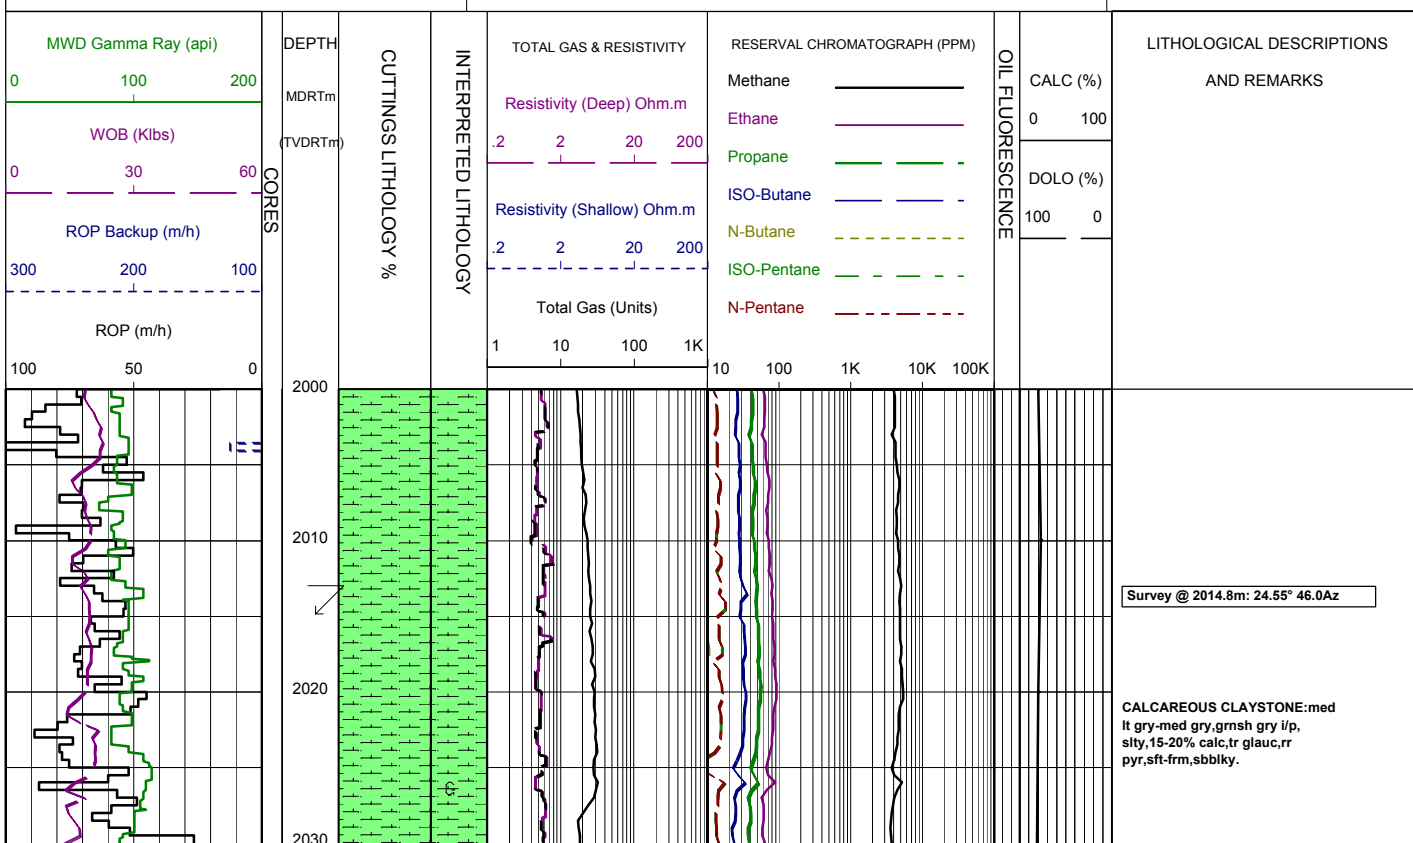 MWD Gamma Ray (api)
0 100 200
WOB (Klbs)
0 30 60
ROP Backup (m/h)
300 200 100
ROP (m/h)
100 50 0
CORES
DEPTH
MDRTm
(TVDRTm)
CUTTINGS LITHOLOGY %
INTERPRETED LITHOLOGY
TOTAL GAS & RESISTIVITY
Resistivity (Deep) Ohm.m
.2 2 20 200
Resistivity (Shallow) Ohm.m
.2 2 20 200
Total Gas (Units)
1 10 100 1K
RESERVAL CHROMATOGRAPH (PPM)
Methane
Ethane
Propane
ISO-Butane
N-Butane
ISO-Pentane
N-Pentane
10 100 1K 10K 100K
OIL FLUORESCENCE
CALC (%)
0 100
DOLO (%)
100 0
LITHOLOGICAL DESCRIPTIONS
AND REMARKS
2000
2010
2020
2030
G
Survey @ 2014.8m: 24.55° 46.0Az
CALCAREOUS CLAYSTONE:med
lt gry-med gry,grnsh gry i/p,
slty,15-20% calc,tr glauc,rr
pyr,sft-frm,sbblky.